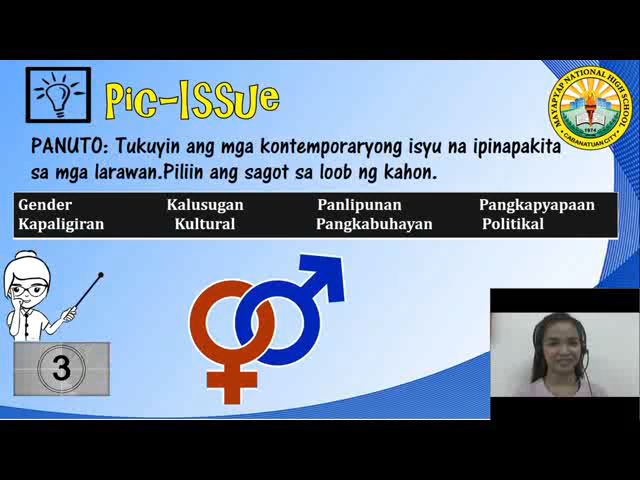 Pic-ISSUe
MAYAPYAP NATIONAL HIGH SCHOOL
1974
CABANATUAN CITY
PANUTO: Tukuyin ang mga kontemporaryong isyu na ipinapakita
sa mga larawan.Piliin ang sagot sa loob ng kahon.
Gender Kalusugan Panlipunan Pangkapyapaan
Kapaligiran Kultural Pangkabuhayan Politikal
3